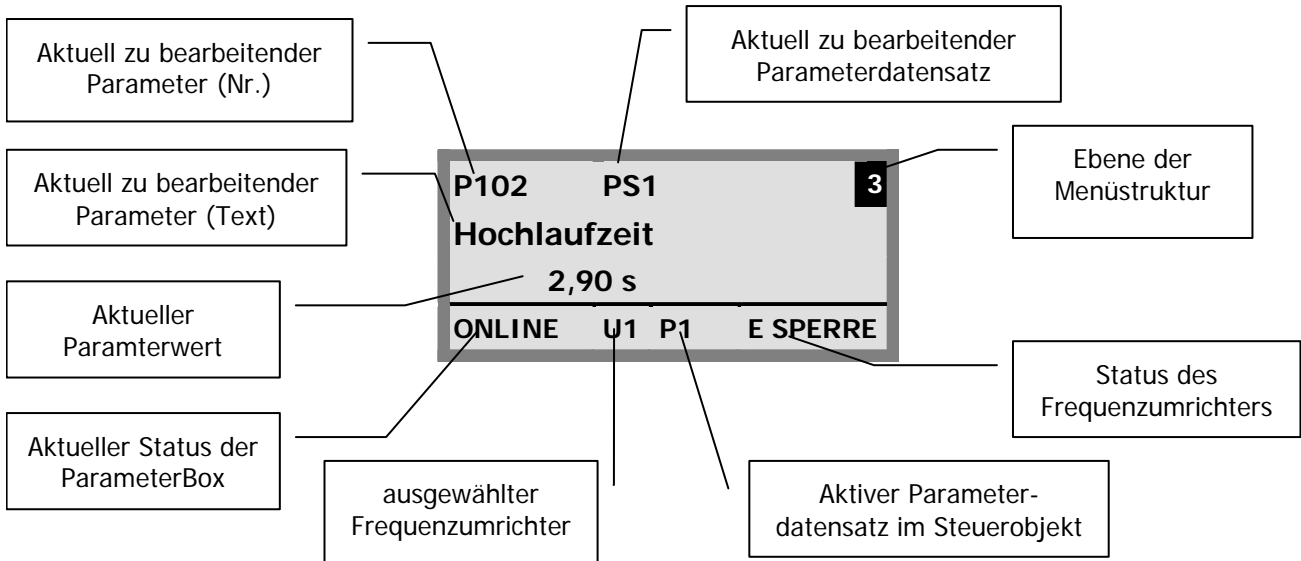 Aktuell zu bearbeitender
Parameter (Nr.)
Aktuell zu bearbeitender
Parameterdatensatz
Aktuell zu bearbeitender
Parameter (Text)
Ebene der
Menüstruktur
P102 PS1 3
Hochlaufzeit
2,90 s
ONLINE U1 P1 E SPERRE
Aktueller
Paramterwert
Status des
Frequenzumrichters
Aktueller Status der
ParameterBox
ausgewählter
Frequenzumrichter
Aktiver Parameter-
datensatz im Steuerobjekt